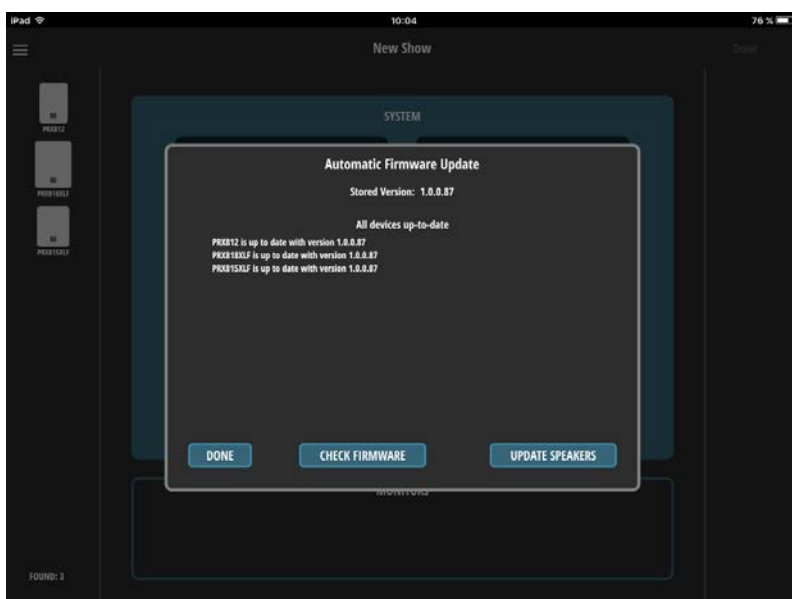 iPad
10:04
76 %
New Show
Done
SYSTEM
PRX812
PRX818XLF
PRX815XLF
Automatic Firmware Update
Stored Version: 1.0.0.87
All devices up-to-date
PRX812 is up to date with version 1.0.0.87
PRX818XLF is up to date with version 1.0.0.87
PRX815XLF is up to date with version 1.0.0.87
DONE
CHECK FIRMWARE
UPDATE SPEAKERS
MONITORS
FOUND: 3